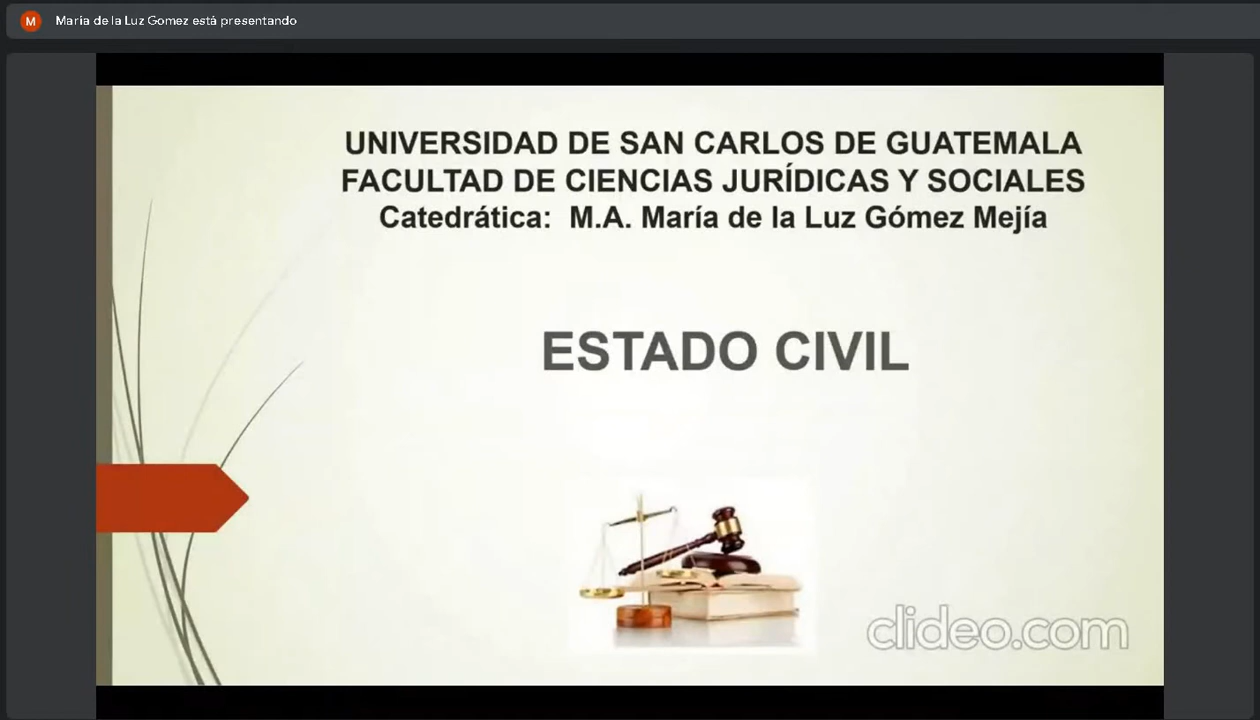 M
Maria de la Luz Gomez está presentando
UNIVERSIDAD DE SAN CARLOS DE GUATEMALA
FACULTAD DE CIENCIAS JURÍDICAS Y SOCIALES
Catedrática: M.A. María de la Luz Gómez Mejía
ESTADO CIVIL
clideo.com